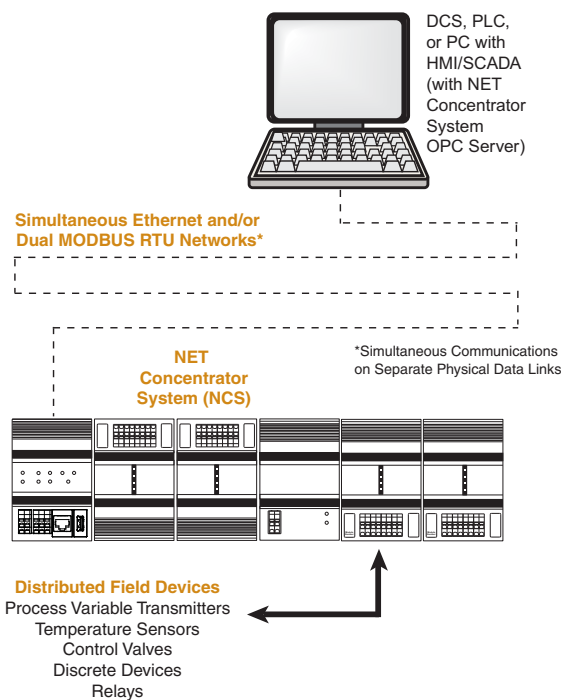 DCS, PLC,
or PC with
HMI/SCADA
(with NET
Concentrator
System
OPC Server)
Simultaneous Ethernet and/or
Dual MODBUS RTU Networks*
*Simultaneous Communications
on Separate Physical Data Links
NET
Concentrator
System (NCS)
Distributed Field Devices
Process Variable Transmitters
Temperature Sensors
Control Valves
Discrete Devices
Relays